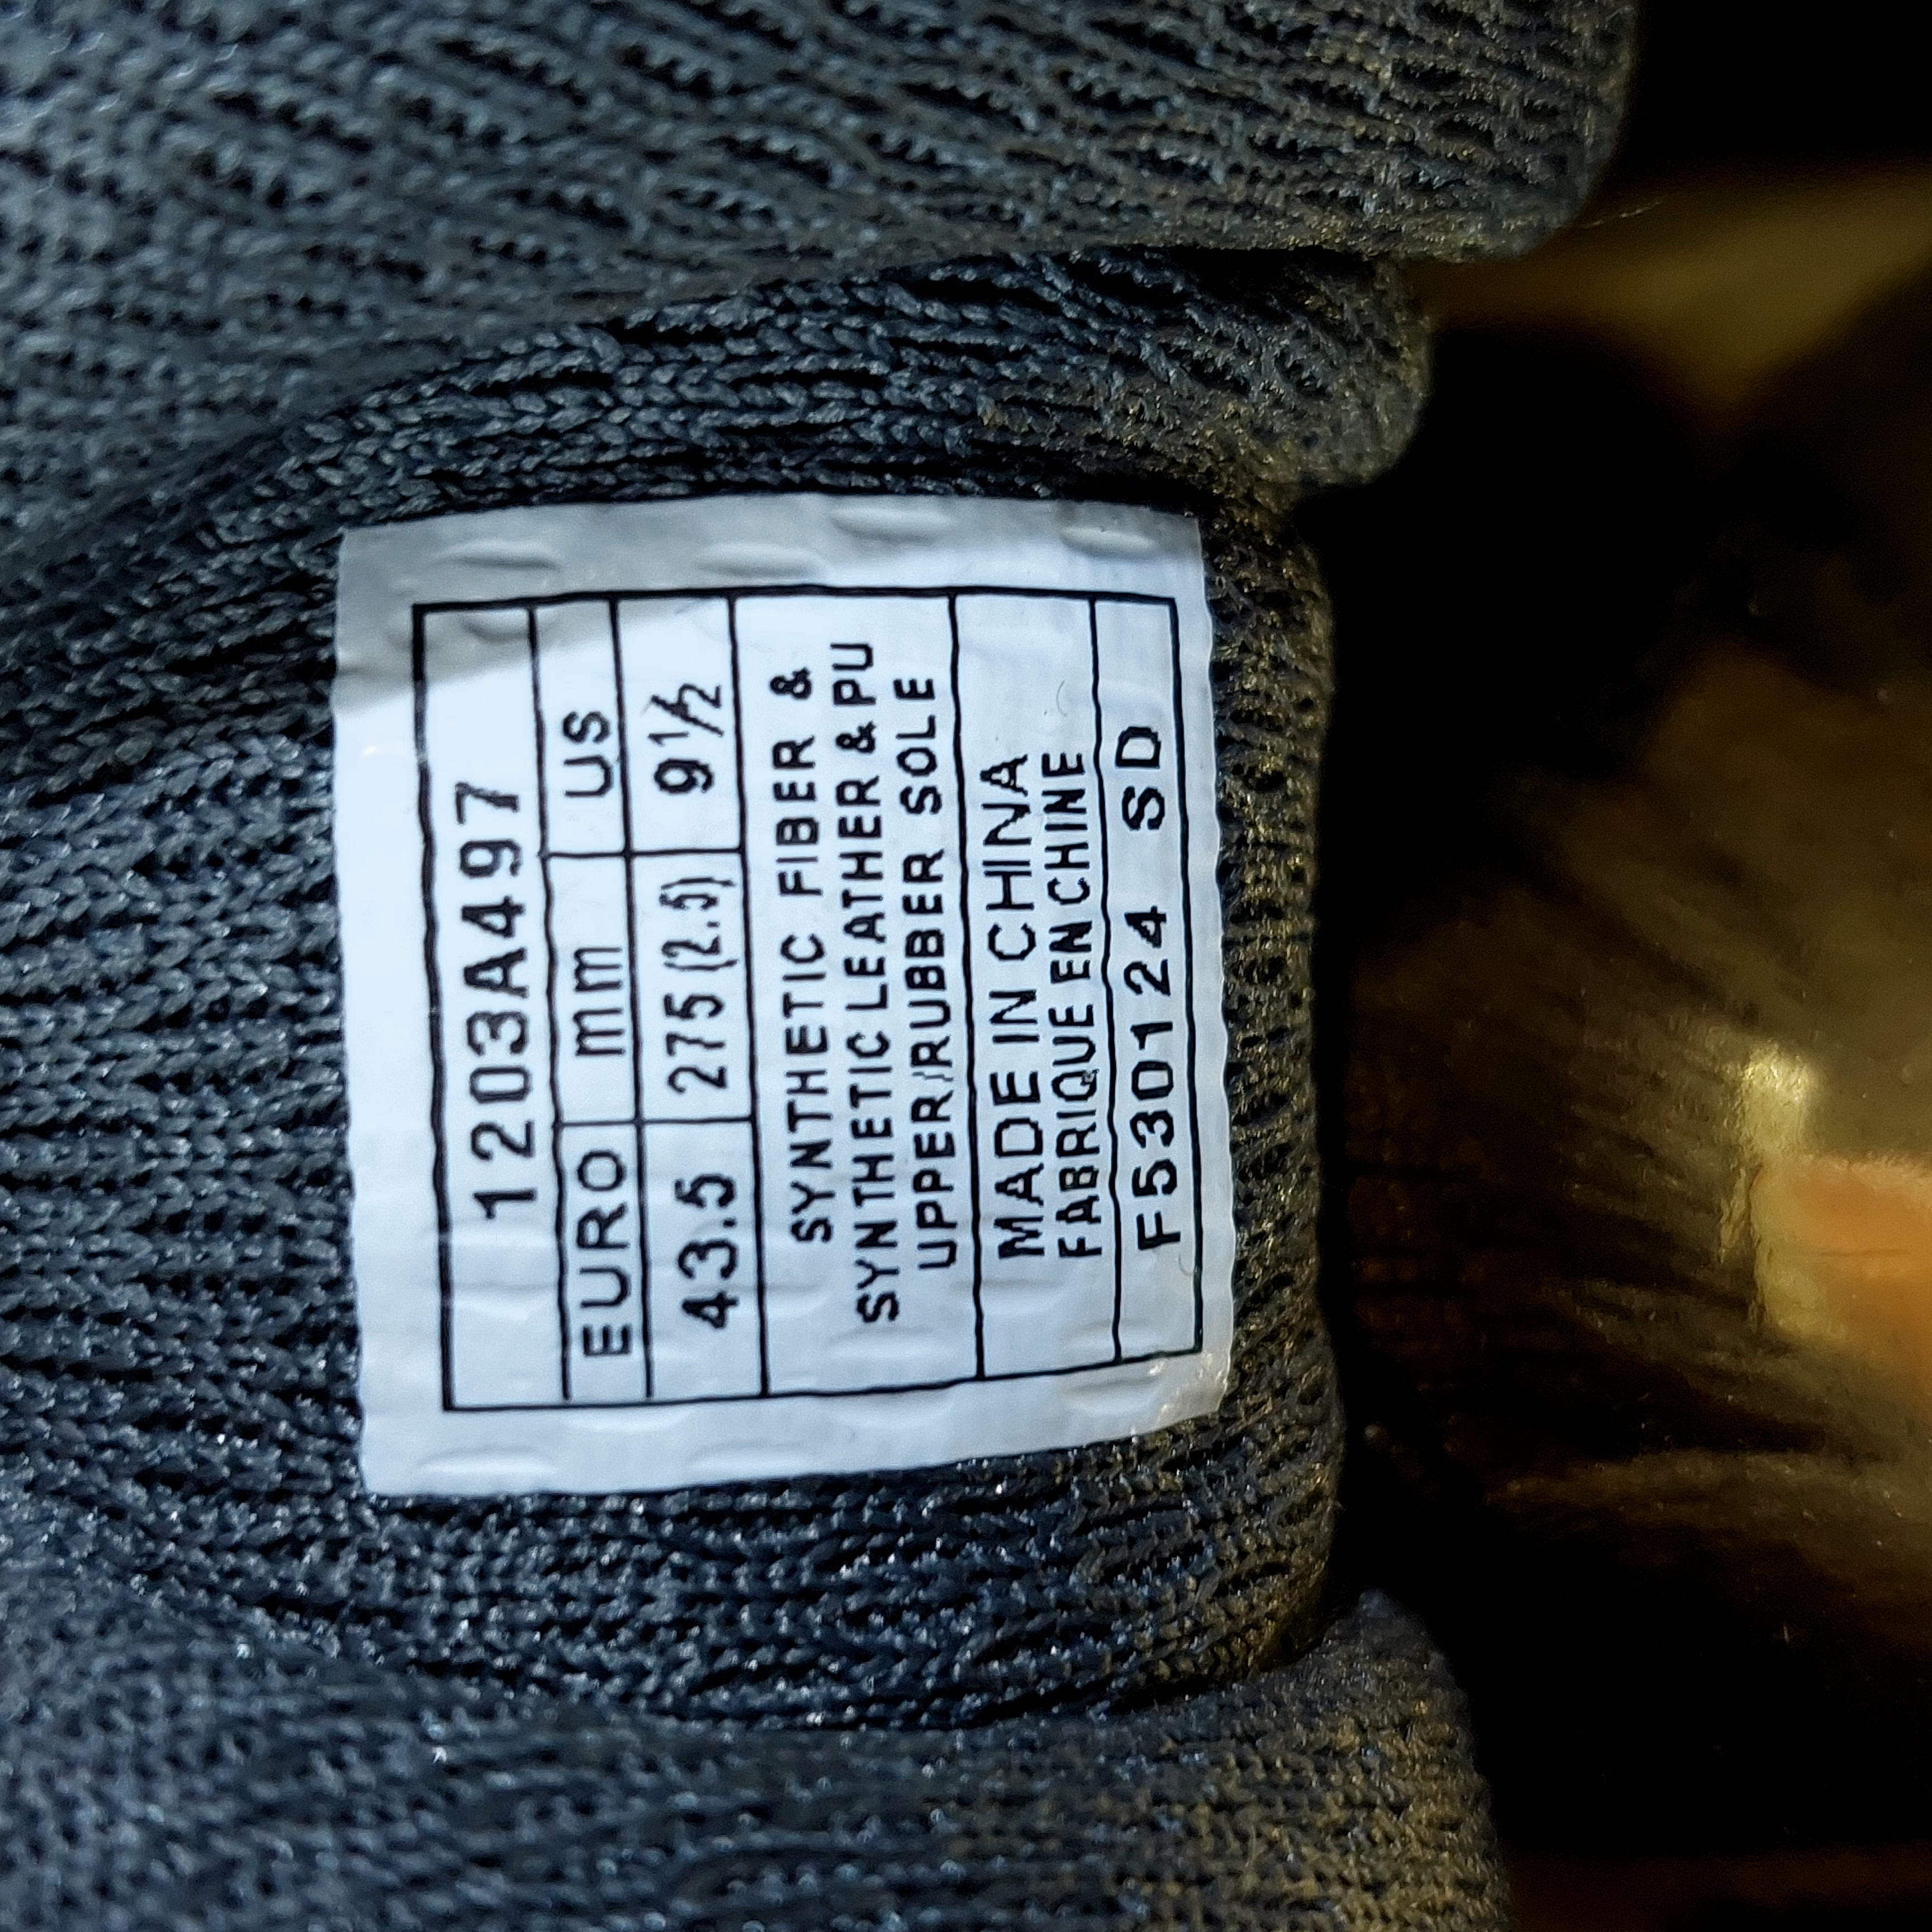 1203A497
EURO mm US
43.5 275(2.5) 9½
SYNTHETIC FIBER &
SYNTHETIC LEATHER & PU
UPPER/RUBBER SOLE
MADE IN CHINA
FABRIQUE EN CHINE
F530124 SD